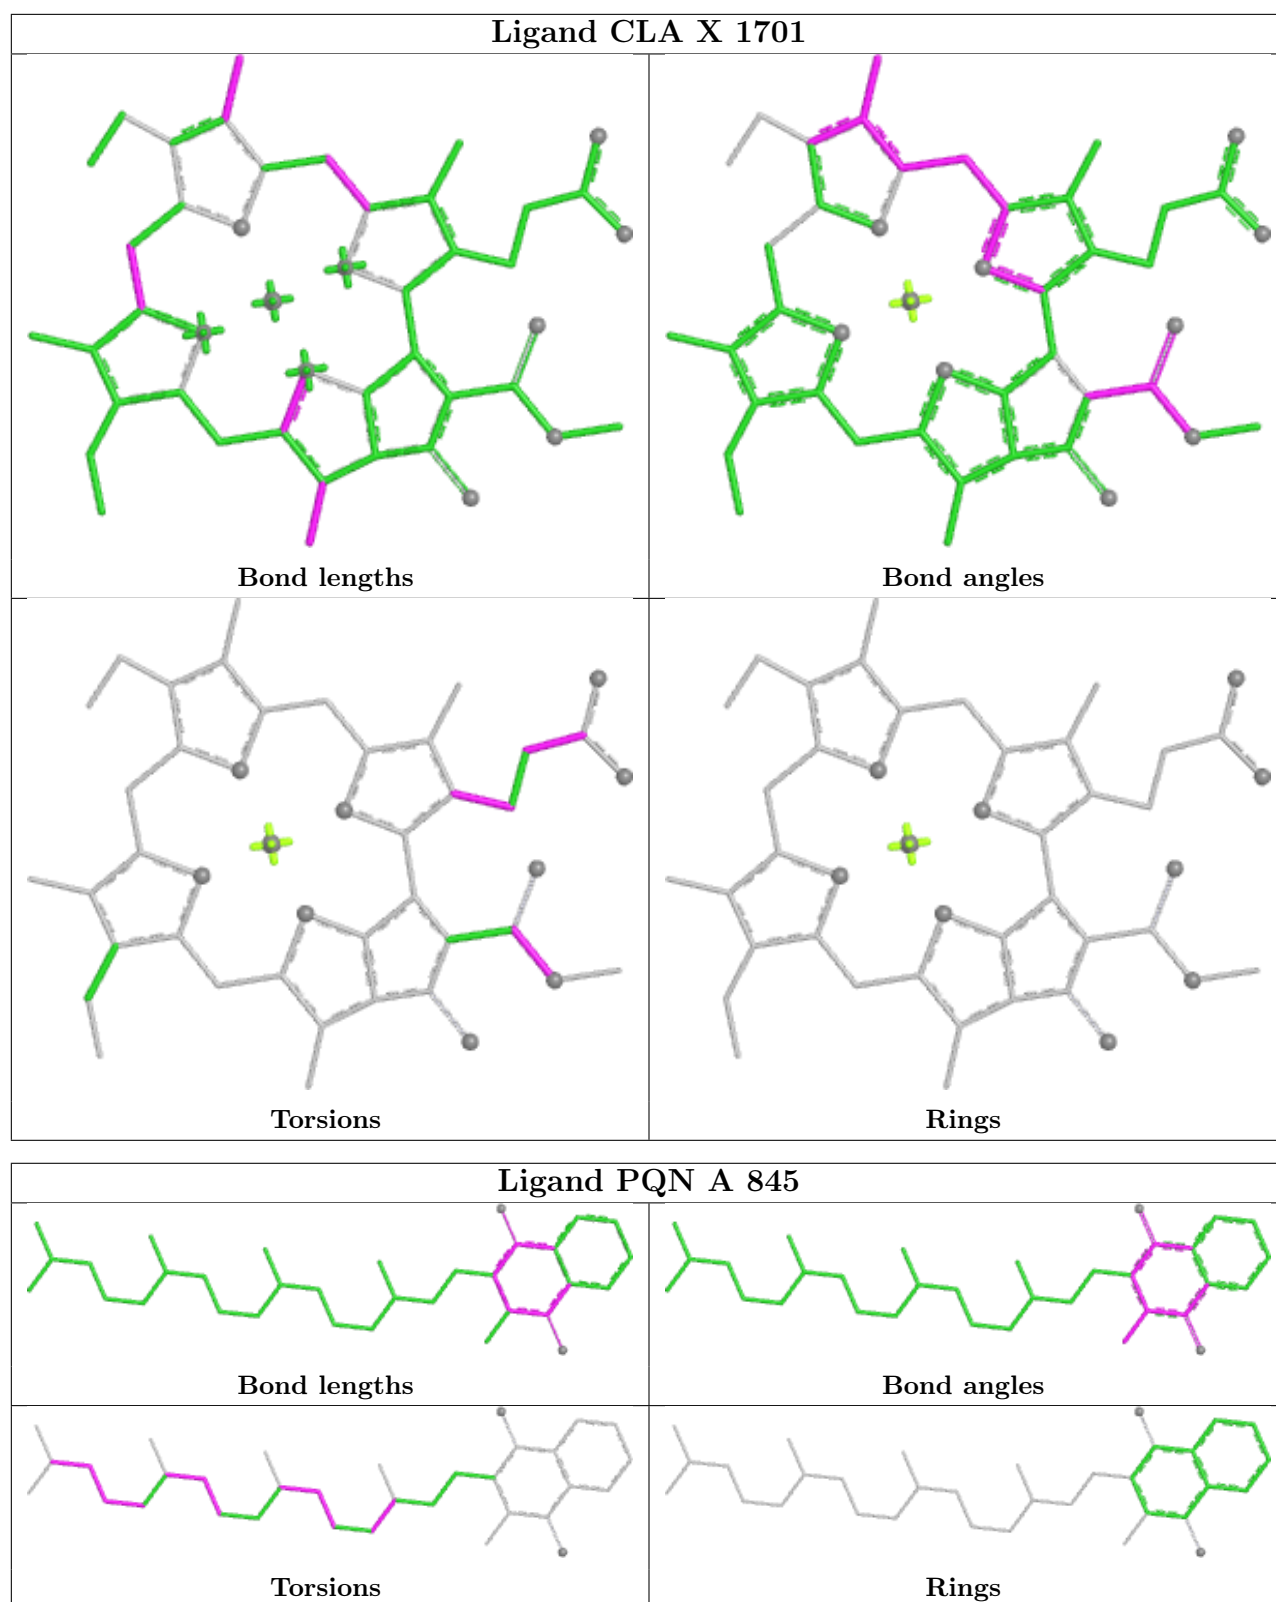 Ligand CLA X 1701
Bond lengths
Bond angles
Torsions
Rings
Ligand PQN A 845
Bond lengths
Bond angles
Torsions
Rings